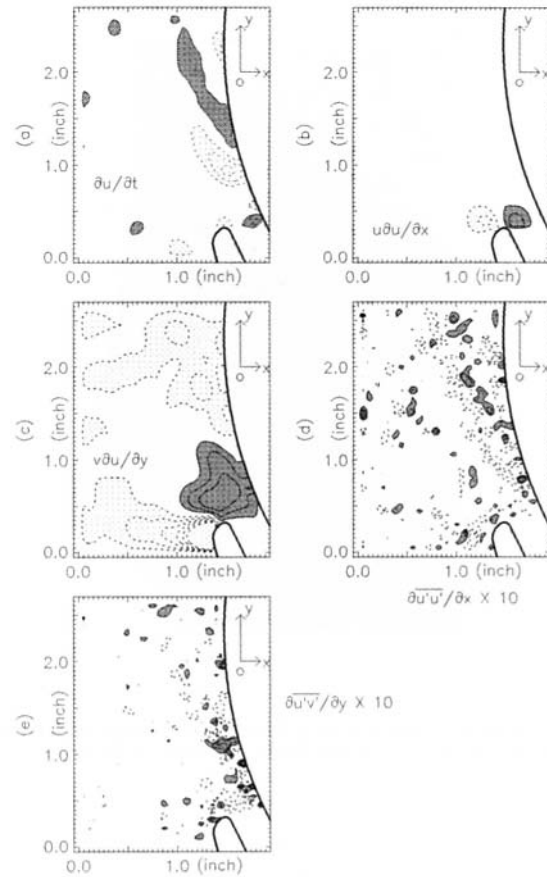 y
2.0
x
(a)
(inch)
1.0
∂u/∂t
0.0
0.0 1.0 (inch)
y
2.0
x
(b)
(inch)
1.0
u∂u/∂x
0.0
0.0 1.0 (inch)
y
2.0
x
(c)
(inch)
v∂u/∂y
1.0
0.0
0.0 1.0 (inch)
y
2.0
x
(d)
(inch)
1.0
0.0
0.0 1.0 (inch)
∂u'u'/∂x X 10
y
2.0
x
(e)
(inch)
1.0
0.0
0.0 1.0 (inch)
∂u'v'/∂y X 10